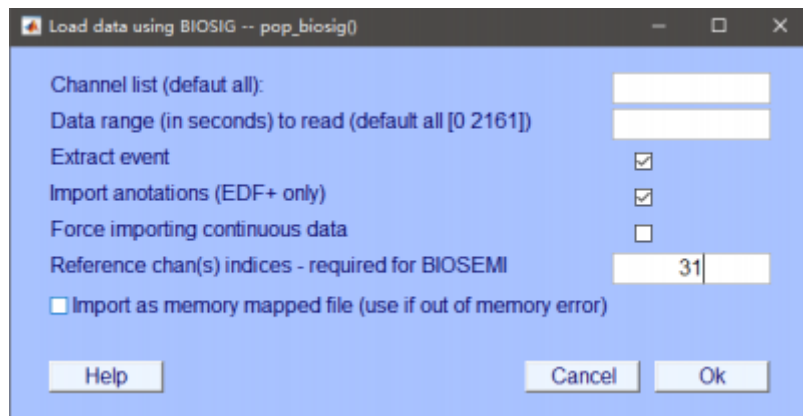 Load data using BIOSIG -- pop_biosig()
Channel list (defaut all):
Data range (in seconds) to read (default all [0 2161])
Extract event
Import anotations (EDF+ only)
Force importing continuous data
Reference chan(s) indices - required for BIOSEMI 31
Import as memory mapped file (use if out of memory error)
Help Cancel Ok